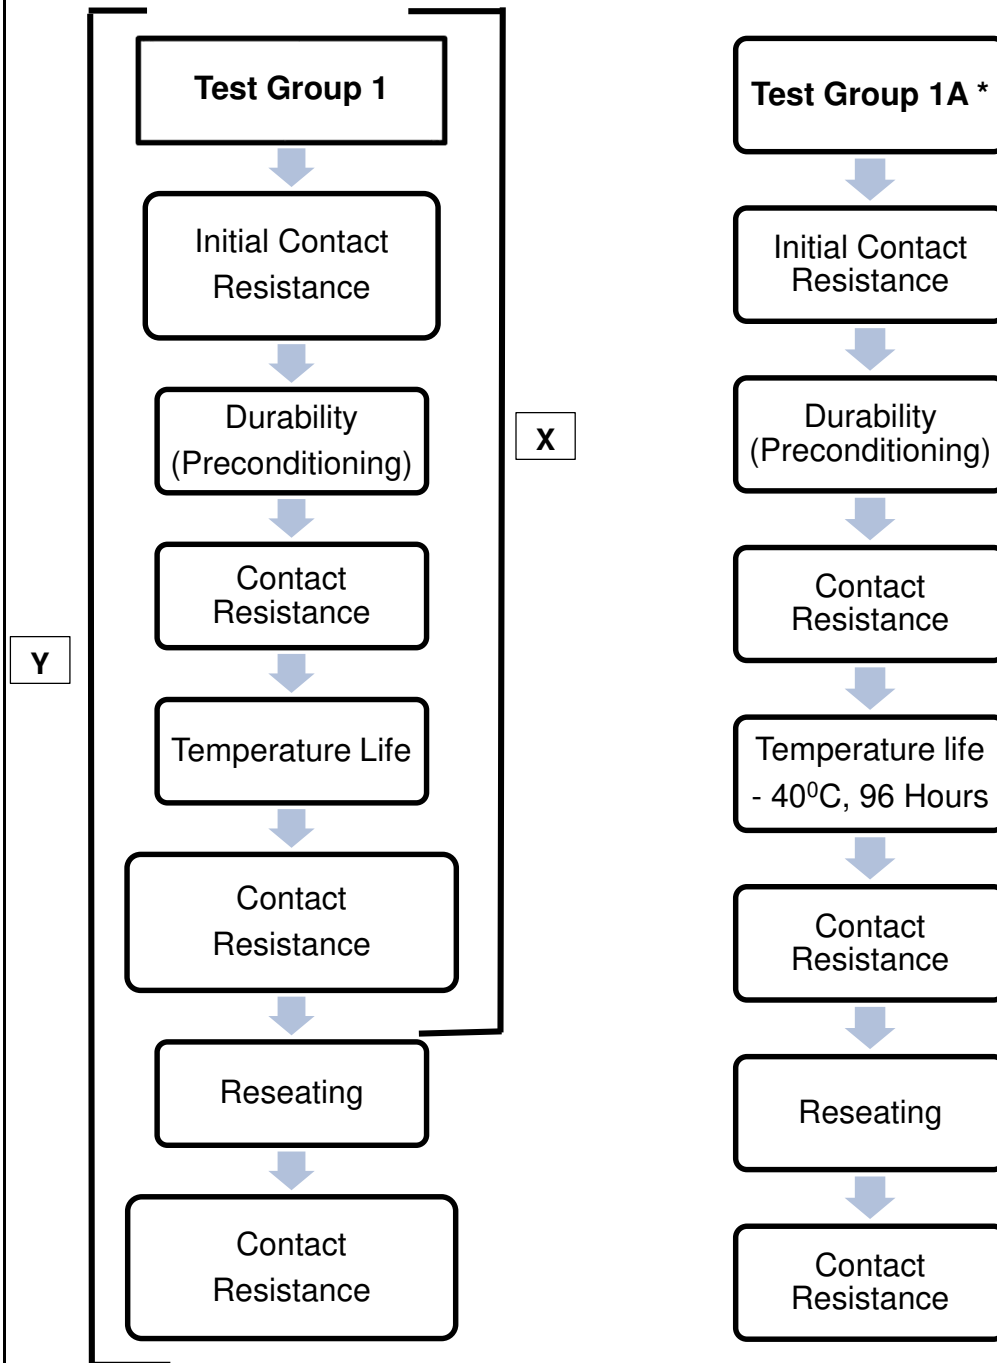 Test Group 1
Initial Contact
Resistance
Durability
(Preconditioning)
Contact
Resistance
Temperature Life
Contact
Resistance
Reseating
Contact
Resistance
X
Y
Test Group 1A *
Initial Contact
Resistance
Durability
(Preconditioning)
Contact
Resistance
Temperature life
- 40⁰C, 96 Hours
Contact
Resistance
Reseating
Contact
Resistance